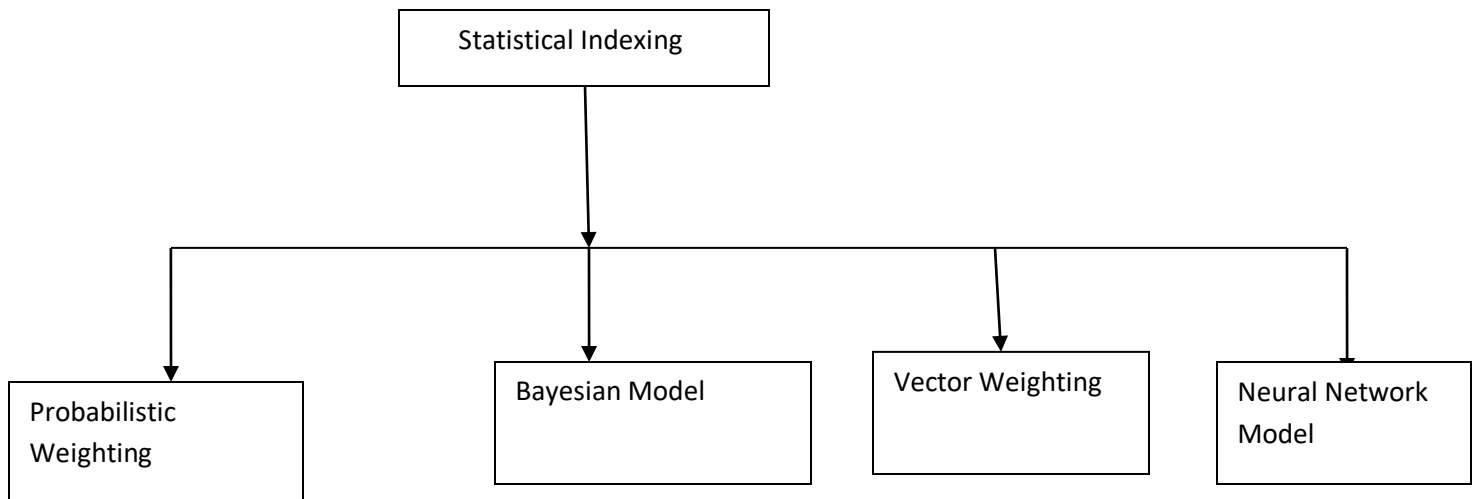 Statistical Indexing
Probabilistic
Weighting
Bayesian Model
Vector Weighting
Neural Network
Model